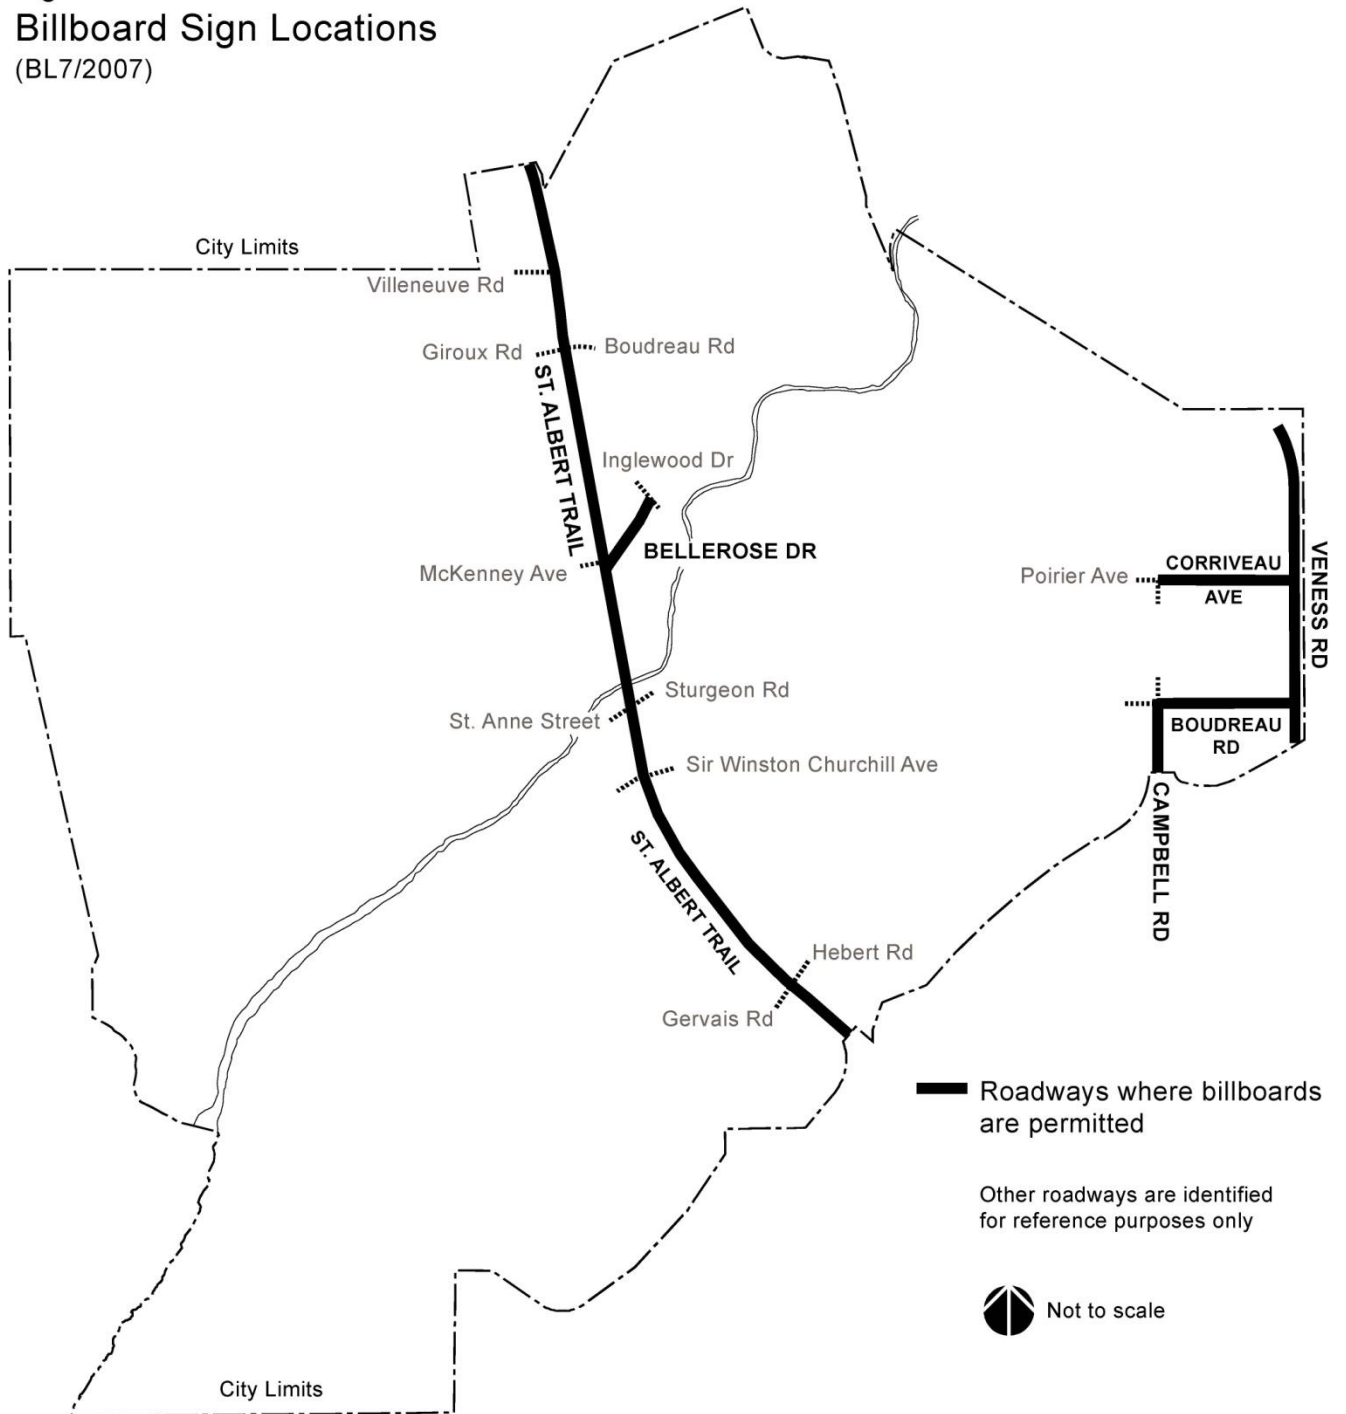 Billboard Sign Locations
(BL7/2007)
City Limits
Villeneuve Rd
Giroux Rd
Boudreau Rd
ST. ALBERT TRAIL
Inglewood Dr
BELLEROSE DR
McKenney Ave
Poirier Ave
CORRIVEAU
AVE
VENESS RD
Sturgeon Rd
St. Anne Street
BOUDREAU
RD
Sir Winston Churchill Ave
CAMPBELL RD
ST. ALBERT TRAIL
Hebert Rd
Gervais Rd
Roadways where billboards
are permitted
Other roadways are identified
for reference purposes only
Not to scale
City Limits